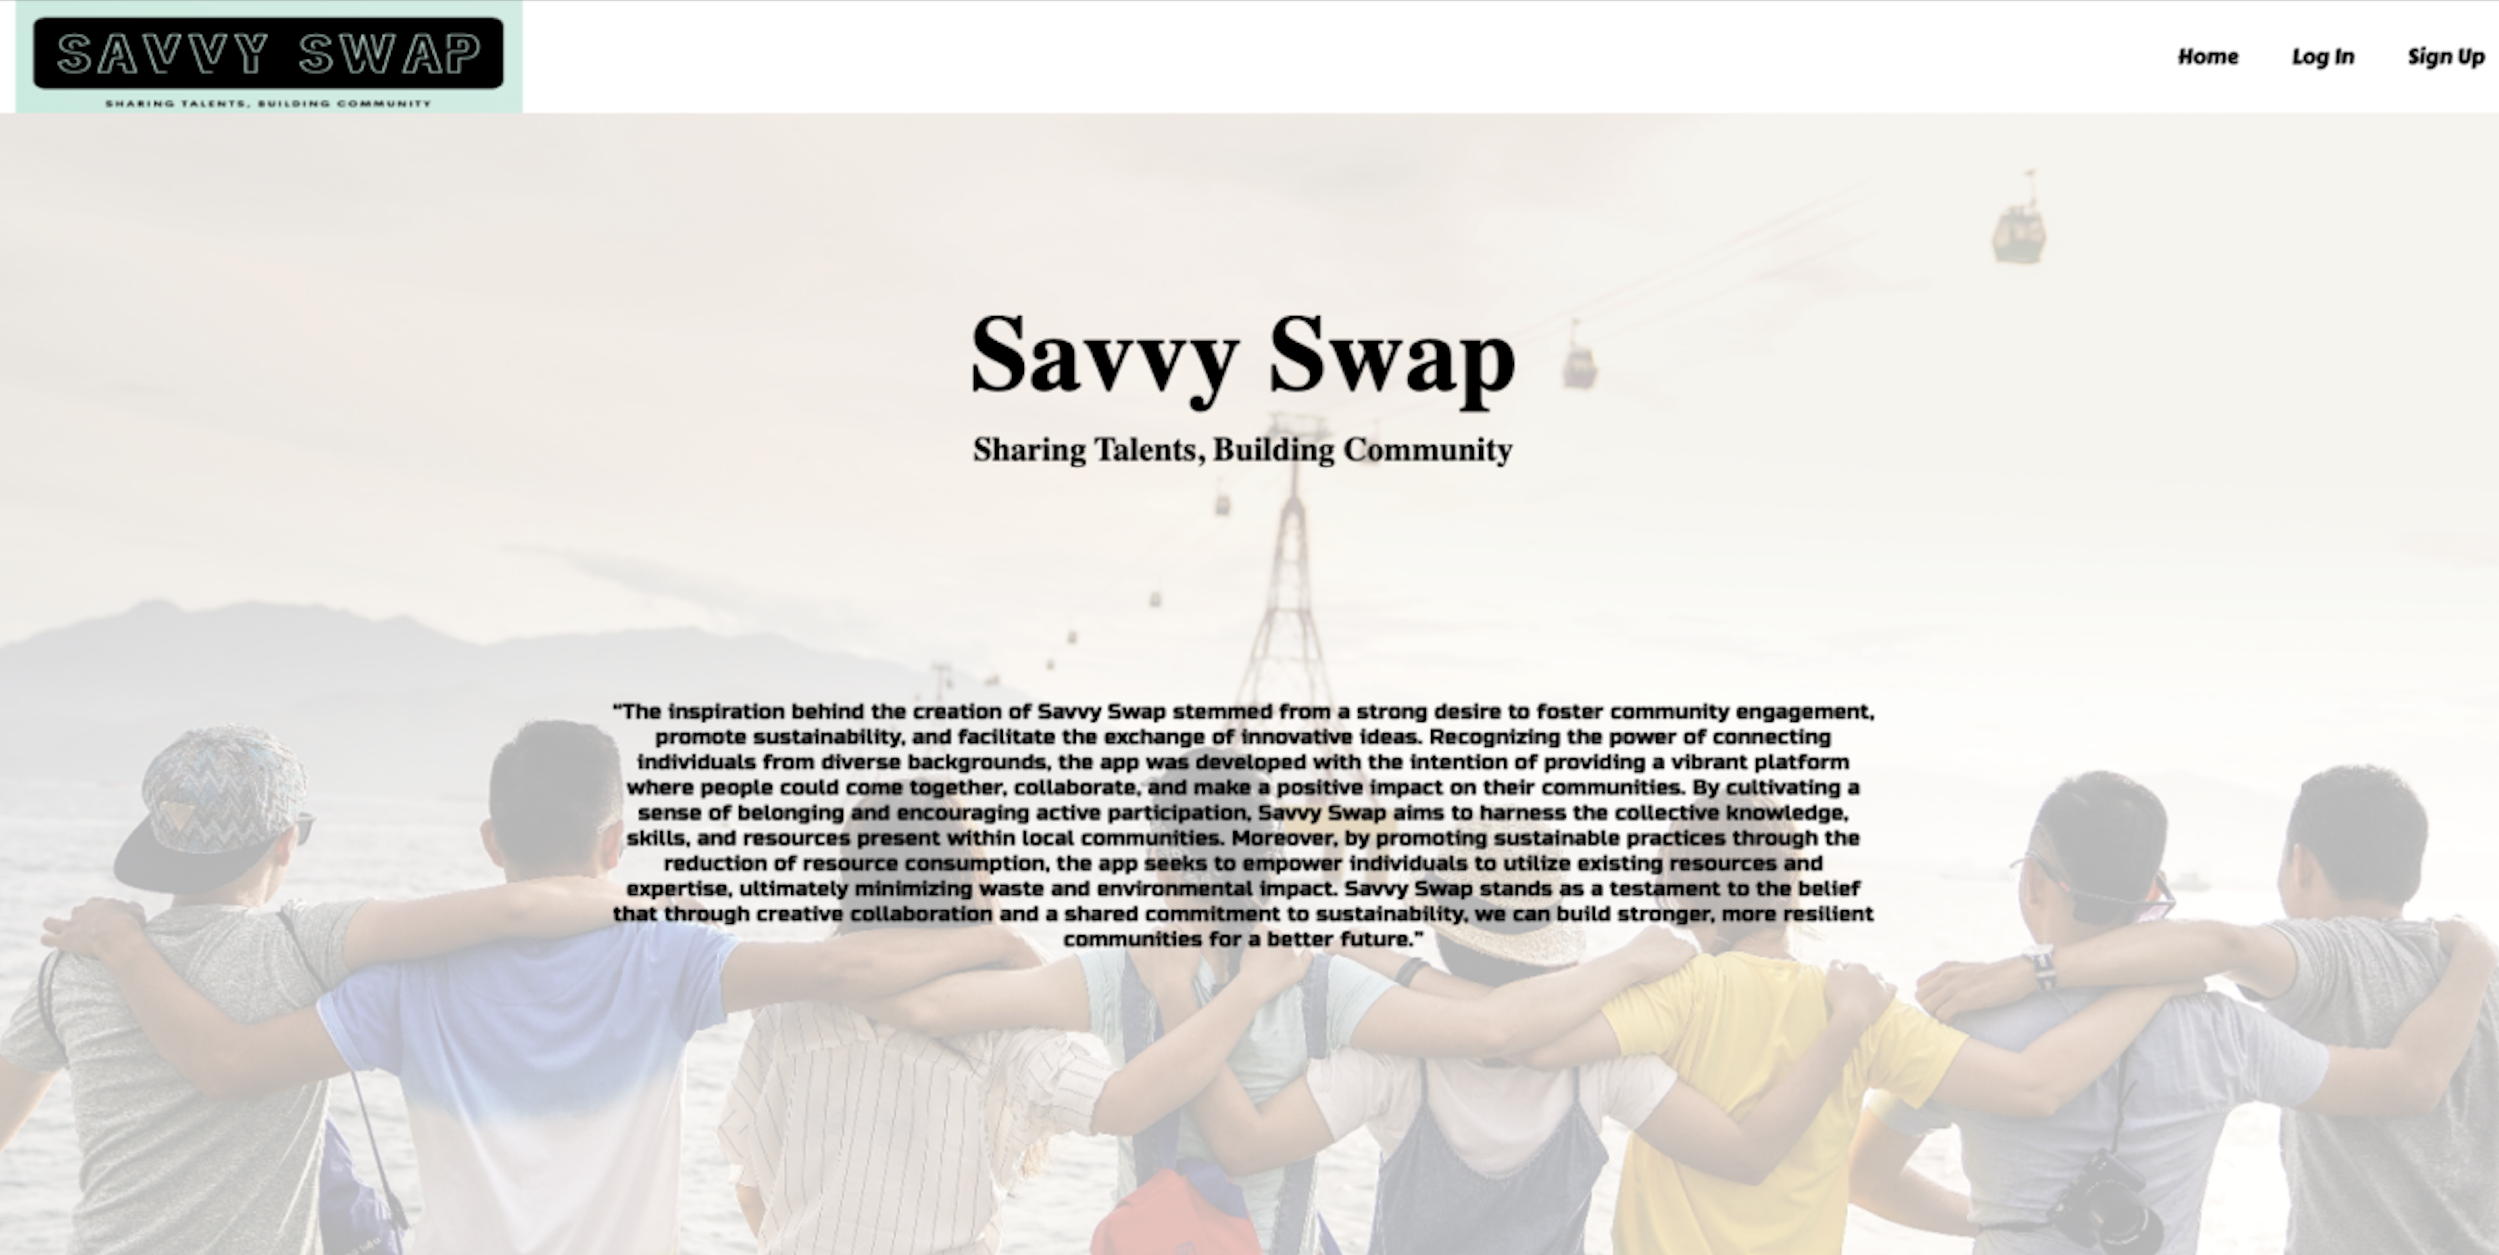 SAVVY SWAP
SHARING TALENTS, BUILDING COMMUNITY
Home
Log In
Sign Up
Savvy Swap
Sharing Talents, Building Community
"The inspiration behind the creation of Savvy Swap stemmed from a strong desire to foster community engagement,
promote sustainability, and facilitate the exchange of innovative ideas. Recognizing the power of connecting
individuals from diverse backgrounds, the app was developed with the intention of providing a vibrant platform
where people could come together, collaborate, and make a positive impact on their communities. By cultivating a
sense of belonging and encouraging active participation, Savvy Swap aims to harness the collective knowledge,
skills, and resources present within local communities. Moreover, by promoting sustainable practices through the
reduction of resource consumption, the app seeks to empower individuals to utilize existing resources and
expertise, ultimately minimizing waste and environmental impact. Savvy Swap stands as a testament to the belief
that through creative collaboration and a shared commitment to sustainability, we can build stronger, more resilient
communities for a better future."